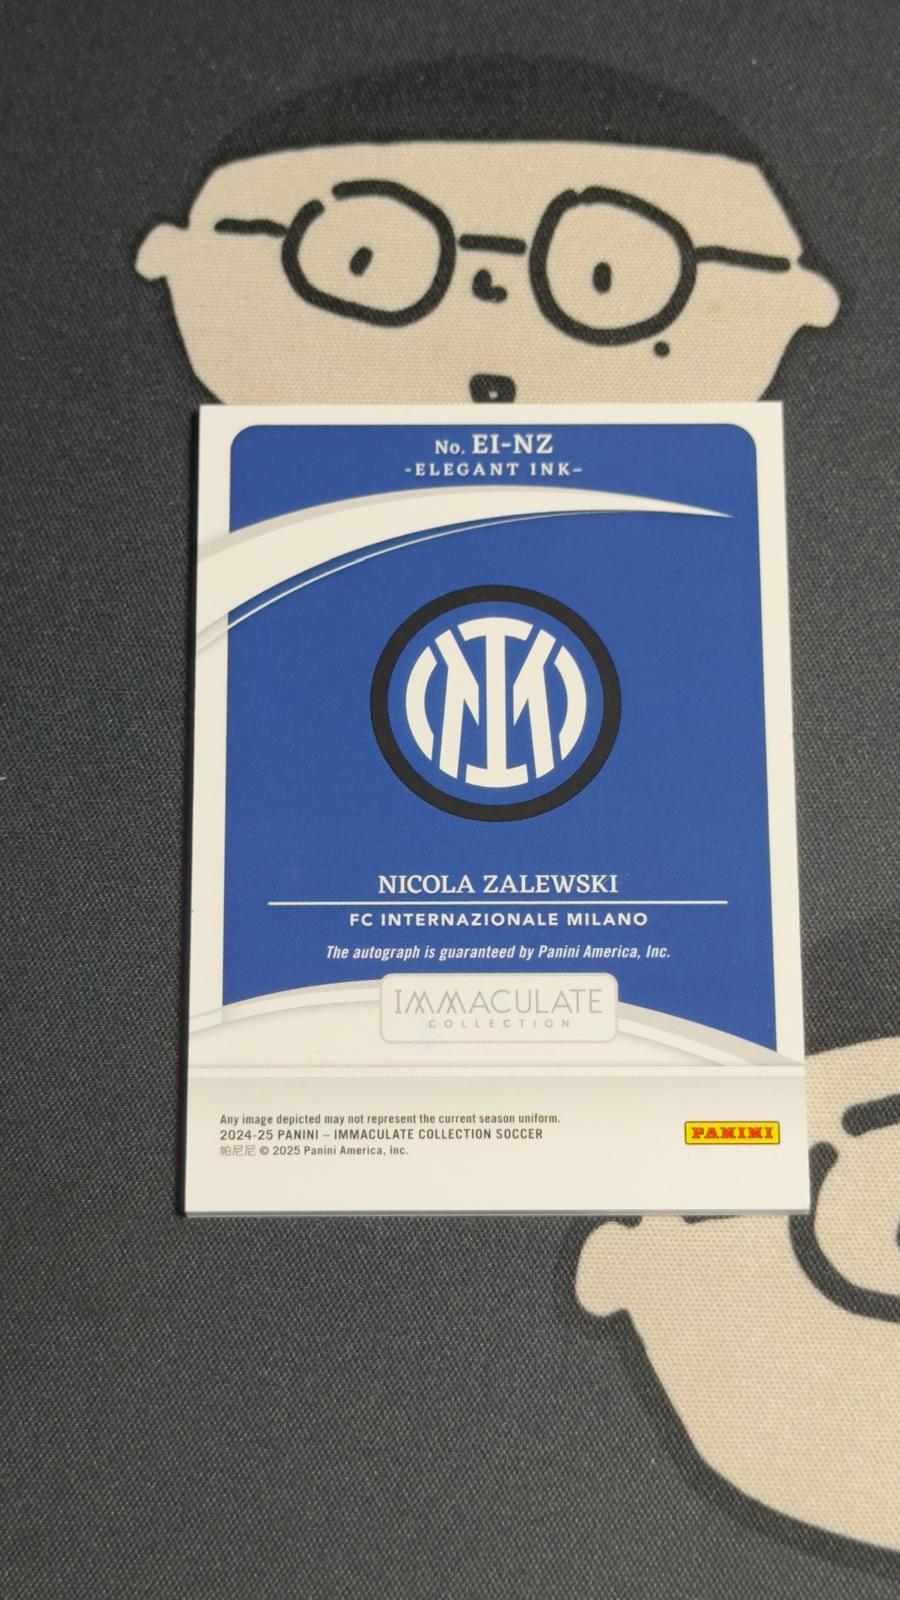 No. EI-NZ
-ELEGANT INK-
NICOLA ZALEWSKI
FC INTERNAZIONALE MILANO
The autograph is guaranteed by Panini America, Inc.
IMMACULATE
COLLECTION
Any image depicted may not represent the current season uniform.
2024-25 PANINI – IMMACULATE COLLECTION SOCCER
帕尼尼 © 2025 Panini America, Inc.
PANINI